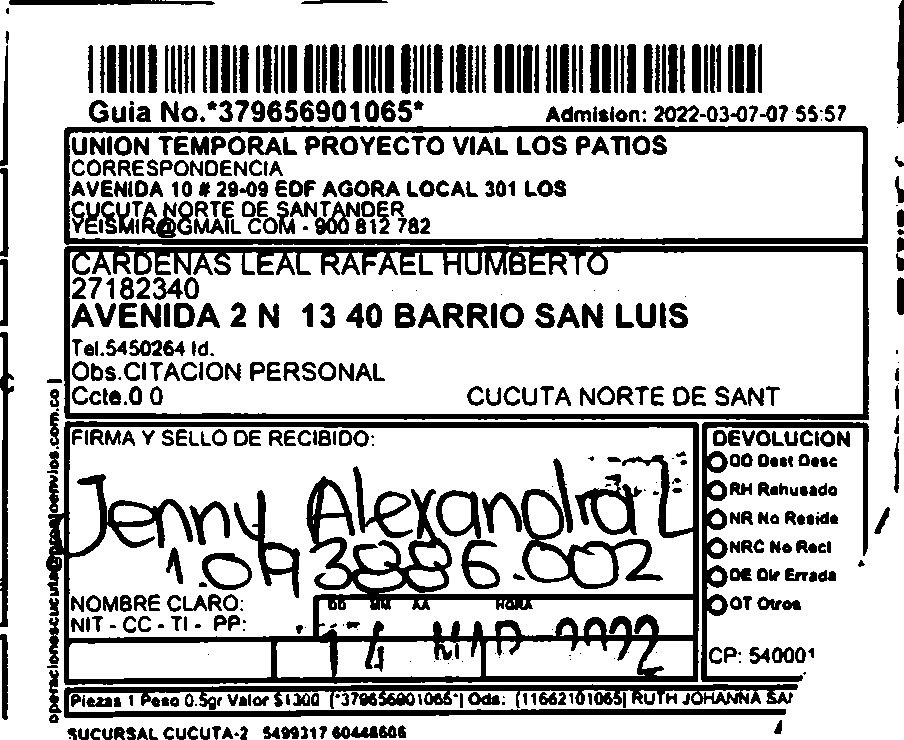 Guia No.*379656901065*
Admision: 2022-03-07-07 55:57
UNION TEMPORAL PROYECTO VIAL LOS PATIOS
CORRESPONDENCIA
AVENIDA 10 # 29-09 EDF AGORA LOCAL 301 LOS
CUCUTA NORTE DE SANTANDER
YEISMIR@GMAIL COM - 900 812 782
CARDENAS LEAL RAFAEL HUMBERTO
27182340
AVENIDA 2 N 13 40 BARRIO SAN LUIS
Tel.5450264 Id.
Obs.CITACION PERSONAL
Ccte.0 0
CUCUTA NORTE DE SANT
FIRMA Y SELLO DE RECIBIDO:
Jenny Alexandra L
1.093886.002
NOMBRE CLARO:
NIT - CC - TI - PP:
DD MM AA HORA
14 MAR 2022
DEVOLUCION
DD Dest Desc
RH Rehusado
NR No Reside
NRC No Recl
DE Dir Errada
OT Otros
CP: 540001
Piezas 1 Peso 0.5gr Valor $1300 [*379656901065*] Ods: [11662101065] RUTH JOHANNA SAN
SUCURSAL CUCUTA-2 5499317 60448606